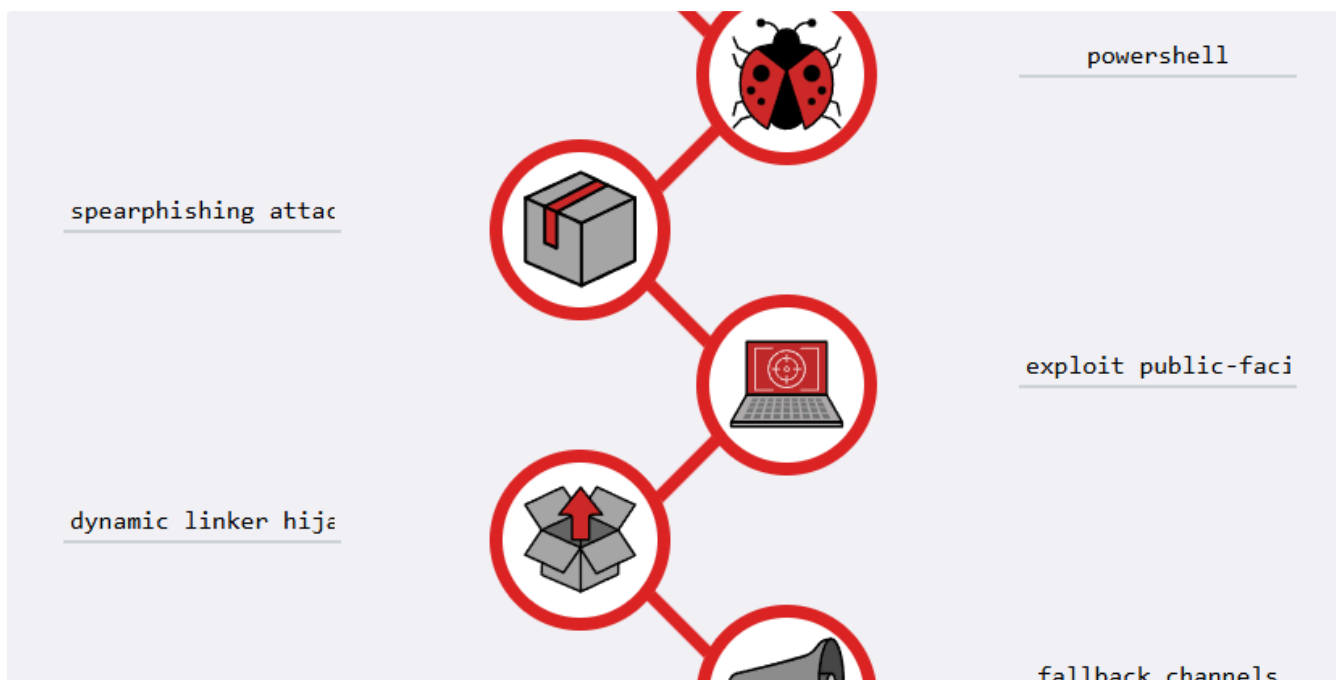 powershell
spearphishing attac
exploit public-faci
dynamic linker hija
fallback channels